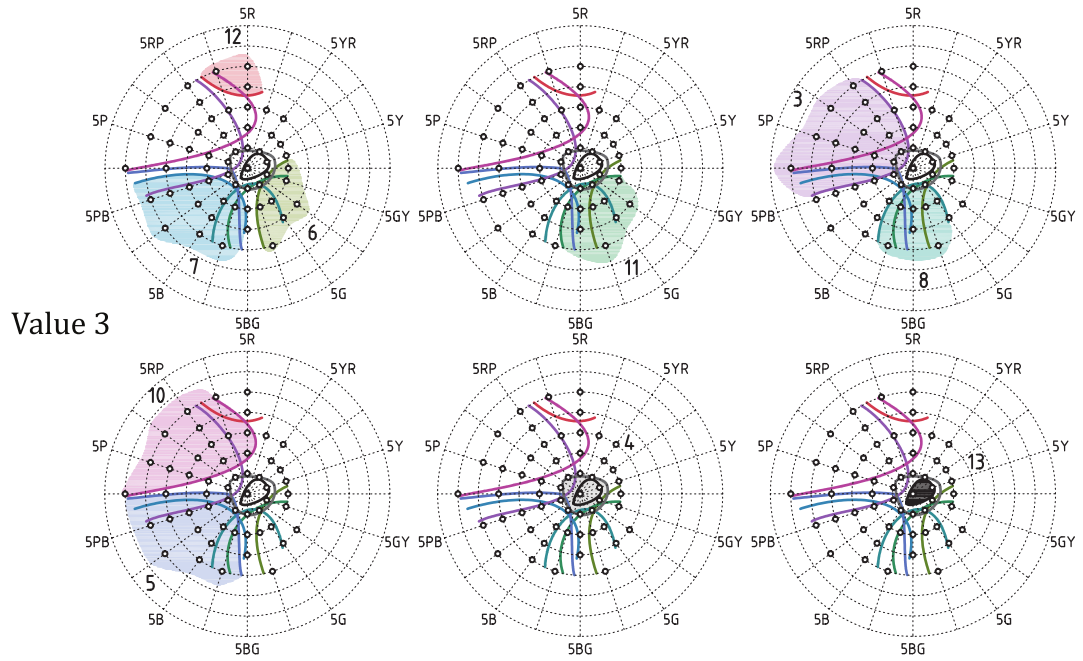 5R 5R 5R
5RP 12 5YR 5RP 5YR 5RP 5YR
5P 5Y 5P 5Y 3 5P 5Y
5PB 5GY 5PB 5GY 5PB 5GY
7 6 11 8
5B 5G 5B 5G 5B 5G
5BG 5BG 5BG
Value 3
5R 5R 5R
5RP 5YR 5RP 5YR 5RP 5YR
10
5P 5Y 5P 4 5Y 5P 13 5Y
5PB 5GY 5PB 5GY 5PB 5GY
5
5B 5G 5B 5G 5B 5G
5BG 5BG 5BG